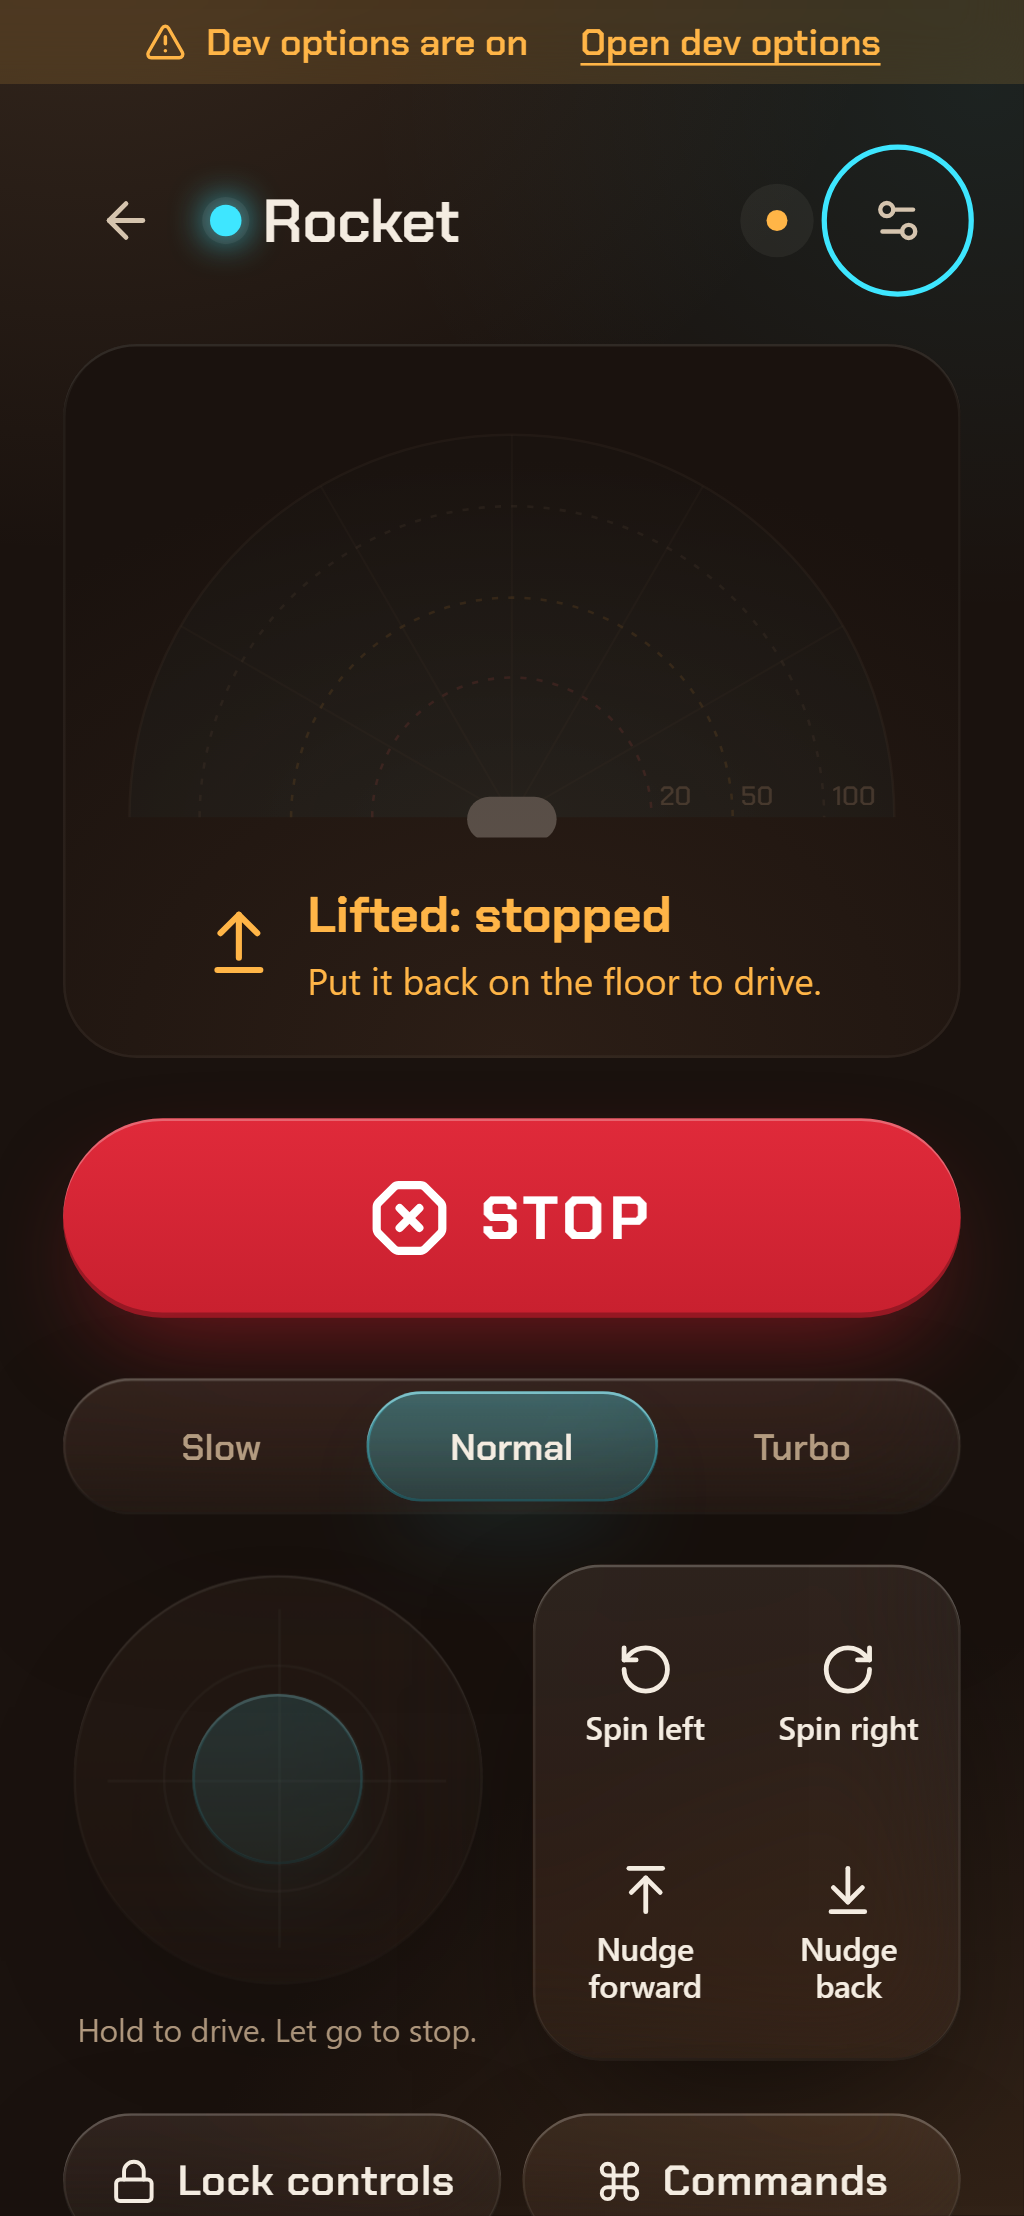 Dev options are on Open dev options
Rocket
20 50 100
Lifted: stopped
Put it back on the floor to drive.
STOP
Slow Normal Turbo
Spin left Spin right
Nudge forward
Nudge back
Hold to drive. Let go to stop.
Lock controls Commands